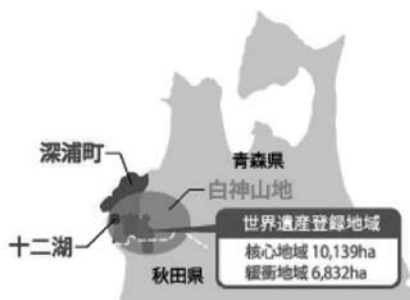 深浦町
青森県
白神山地
十二湖
世界遺産登録地域
核心地域 10,139ha
緩衝地域 6,832ha
秋田県